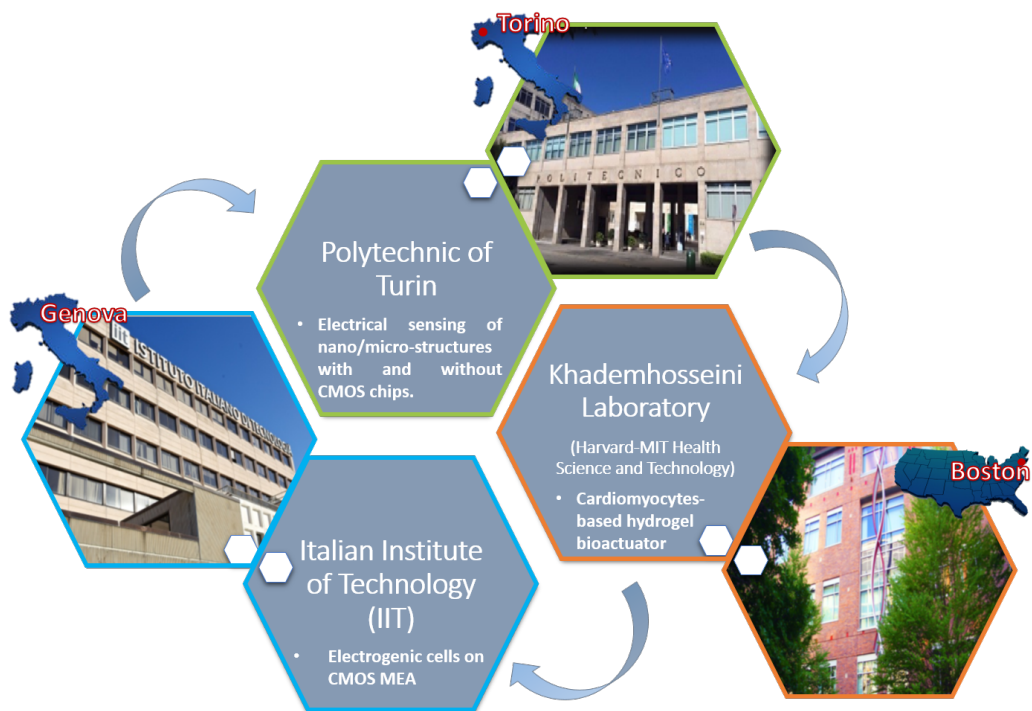 Torino
POLITECNICO
Polytechnic of
Turin
• Electrical sensing of
nano/micro-structures
with and without
CMOS chips.
Genova
iit ISTITUTO ITALIANO DI TECNOLOGIA
Khademhosseini
Laboratory
(Harvard-MIT Health
Science and Technology)
• Cardiomyocytes-
based hydrogel
bioactuator
Boston
Italian Institute
of Technology
(IIT)
• Electrogenic cells on
CMOS MEA